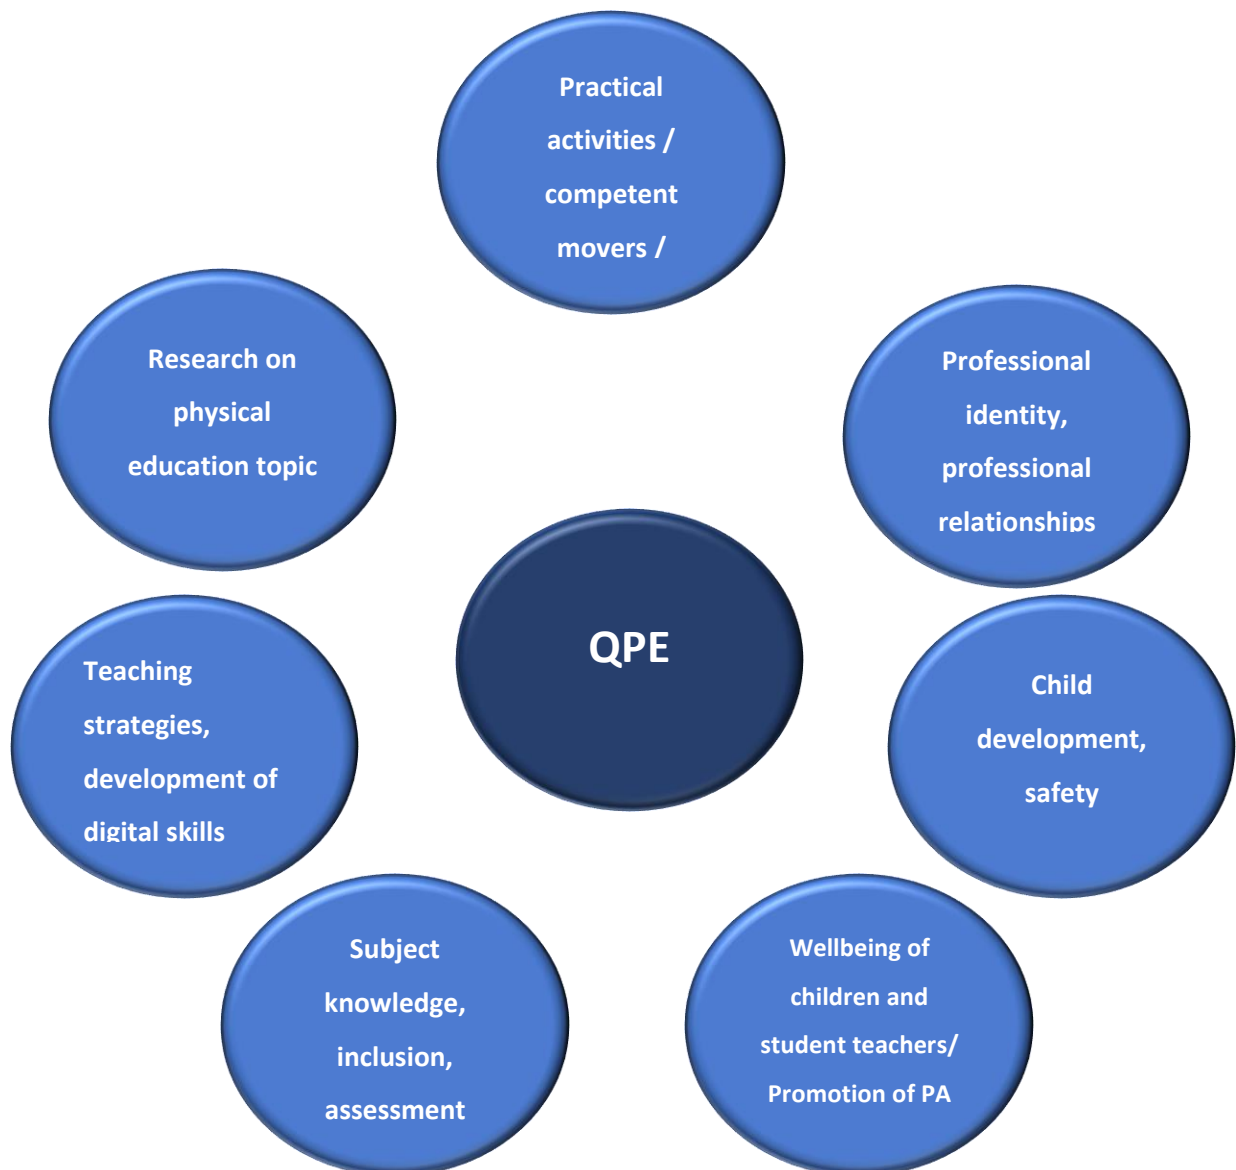 Practical
activities /
competent
movers /
Research on
physical
education topic
Professional
identity,
professional
relationships
QPE
Teaching
strategies,
development of
digital skills
Child
development,
safety
Subject
knowledge,
inclusion,
assessment
Wellbeing of
children and
student teachers/
Promotion of PA